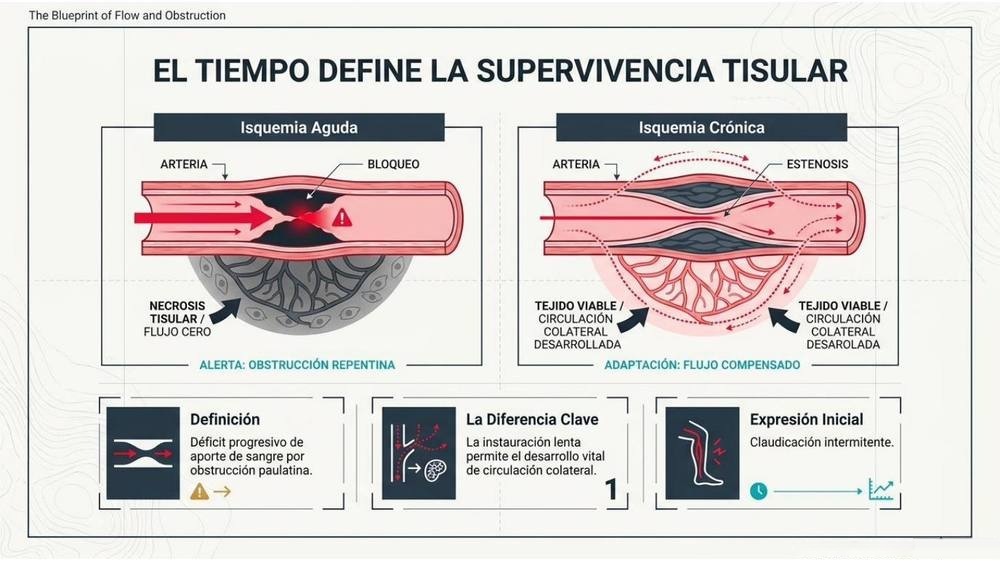 The Blueprint of Flow and Obstruction
EL TIEMPO DEFINE LA SUPERVIVENCIA TISULAR
Isquemia Aguda
ARTERIA
BLOQUEO
NECROSIS
TISULAR /
FLUJO CERO
ALERTA: OBSTRUCCIÓN REPENTINA
Isquemia Crónica
ARTERIA
ESTENOSIS
TEJIDO VIABLE /
CIRCULACIÓN
COLATERAL
DESARROLLADA
TEJIDO VIABLE /
CIRCULACIÓN
COLATERAL
DESAROLADA
ADAPTACIÓN: FLUJO COMPENSADO
Definición
Déficit progresivo de
aporte de sangre por
obstrucción paulatina.
La Diferencia Clave
La instauración lenta
permite el desarrollo vital
de circulación colateral.
1
Expresión Inicial
Claudicación intermitente.